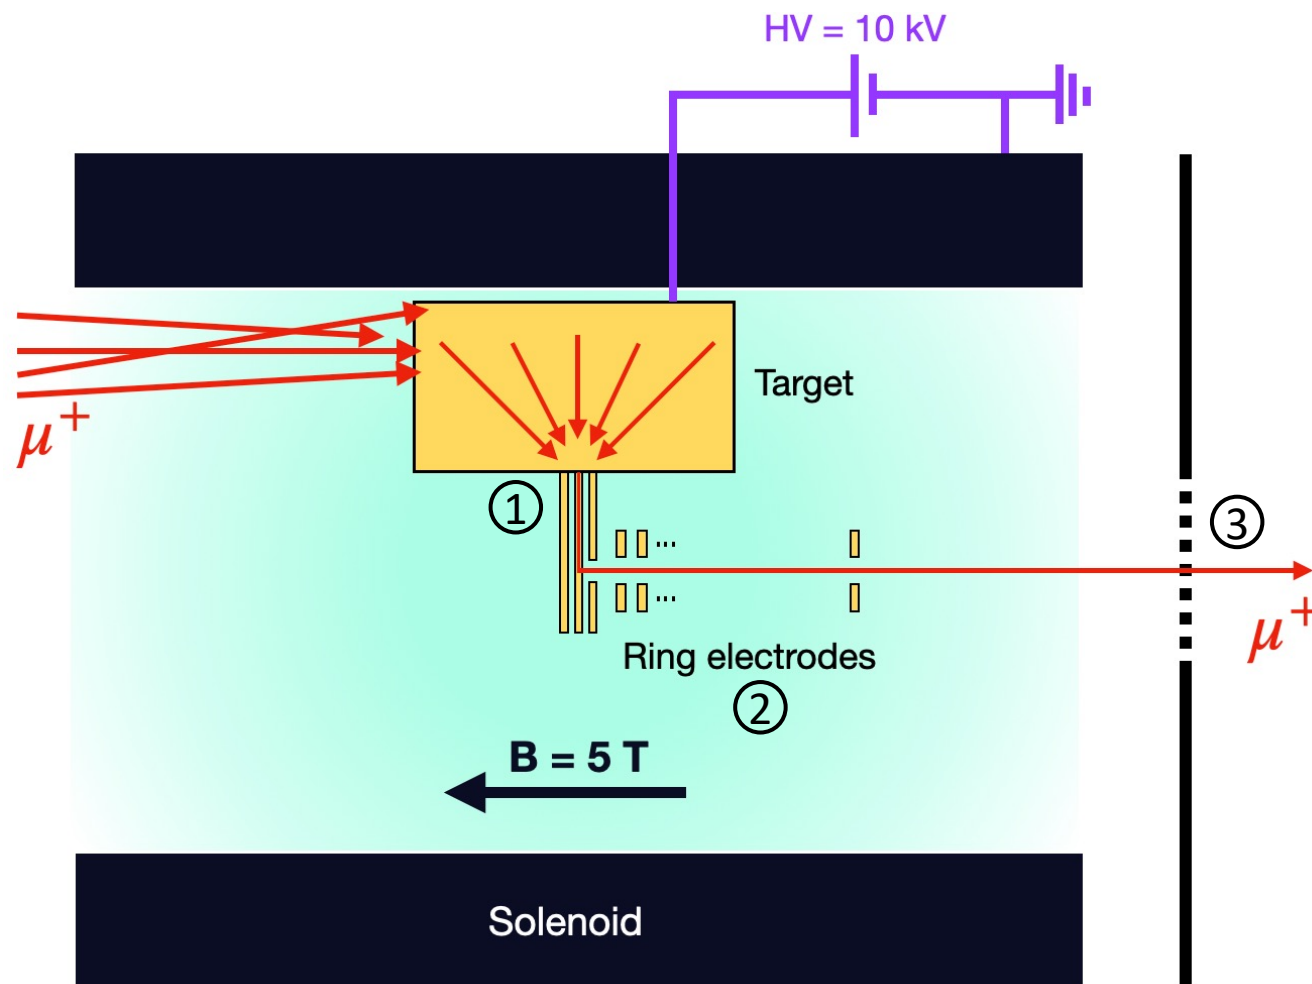 HV = 10 kV
μ⁺
Target
①
... 
...
③
μ⁺
Ring electrodes
②
B = 5 T
Solenoid